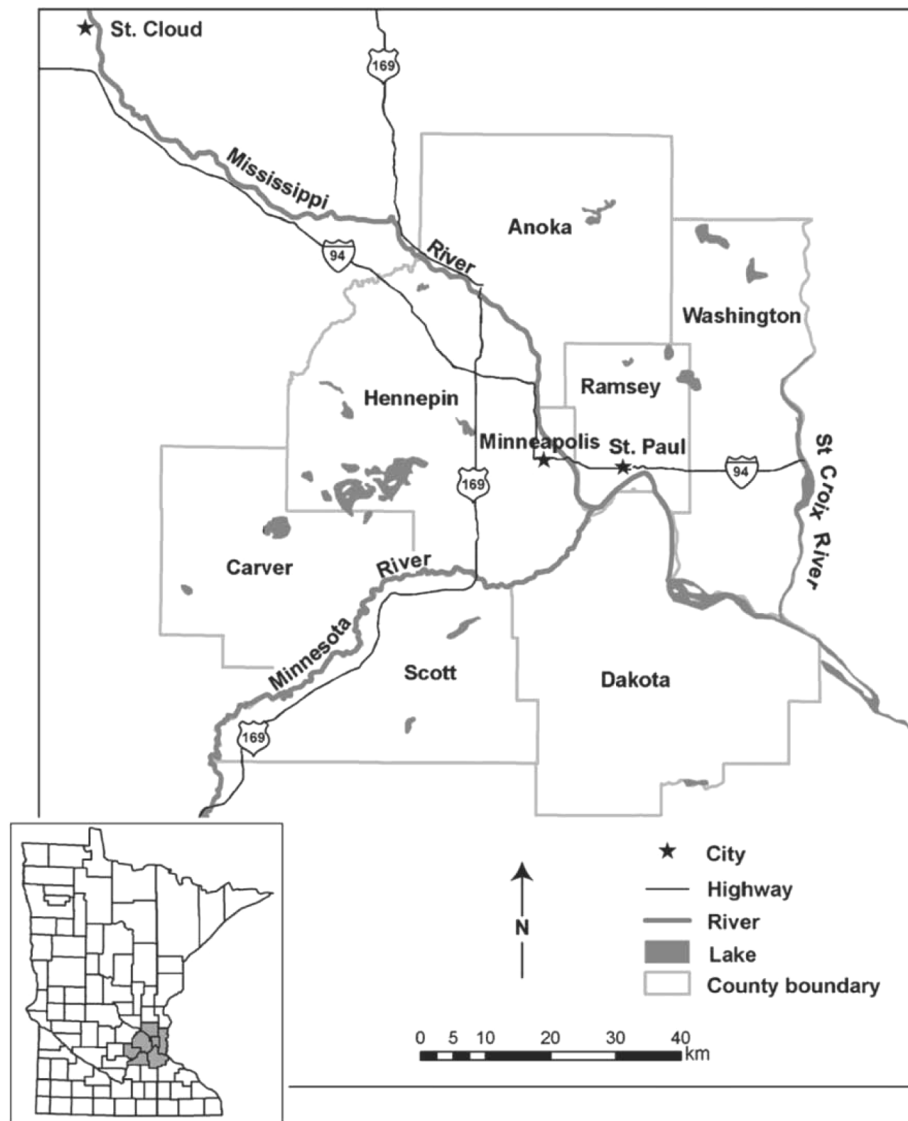 St. Cloud
169
Mississippi
River
94
Anoka
Washington
Hennepin
Ramsey
Minneapolis
St. Paul
169
94
St Croix River
Carver
River
Minnesota
Scott
Dakota
169
City
Highway
River
Lake
County boundary
N
0 5 10 20 30 40
km